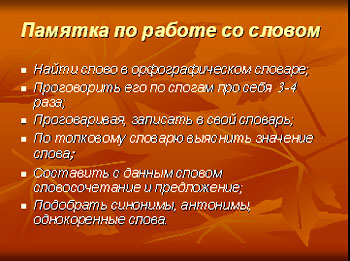 Памятка по работе со словом
Найти слово в орфографическом словаре;
Проговорить его по слогам про себя 3-4
раза;
Проговаривая, записать в свой словарь;
По толковому словарю выяснить значение
слова;
Составить с данным словом
словосочетание и предложение;
Подобрать синонимы, антонимы,
однокоренные слова.